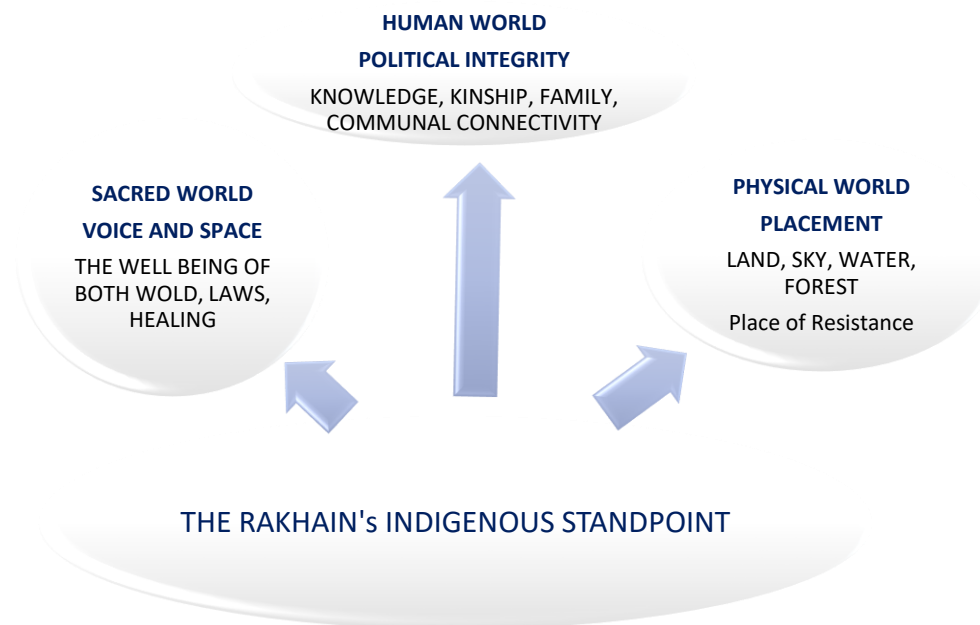 HUMAN WORLD
POLITICAL INTEGRITY
KNOWLEDGE, KINSHIP, FAMILY,
COMMUNAL CONNECTIVITY
SACRED WORLD
VOICE AND SPACE
THE WELL BEING OF
BOTH WOLD, LAWS,
HEALING
PHYSICAL WORLD
PLACEMENT
LAND, SKY, WATER,
FOREST
Place of Resistance
THE RAKHAIN's INDIGENOUS STANDPOINT